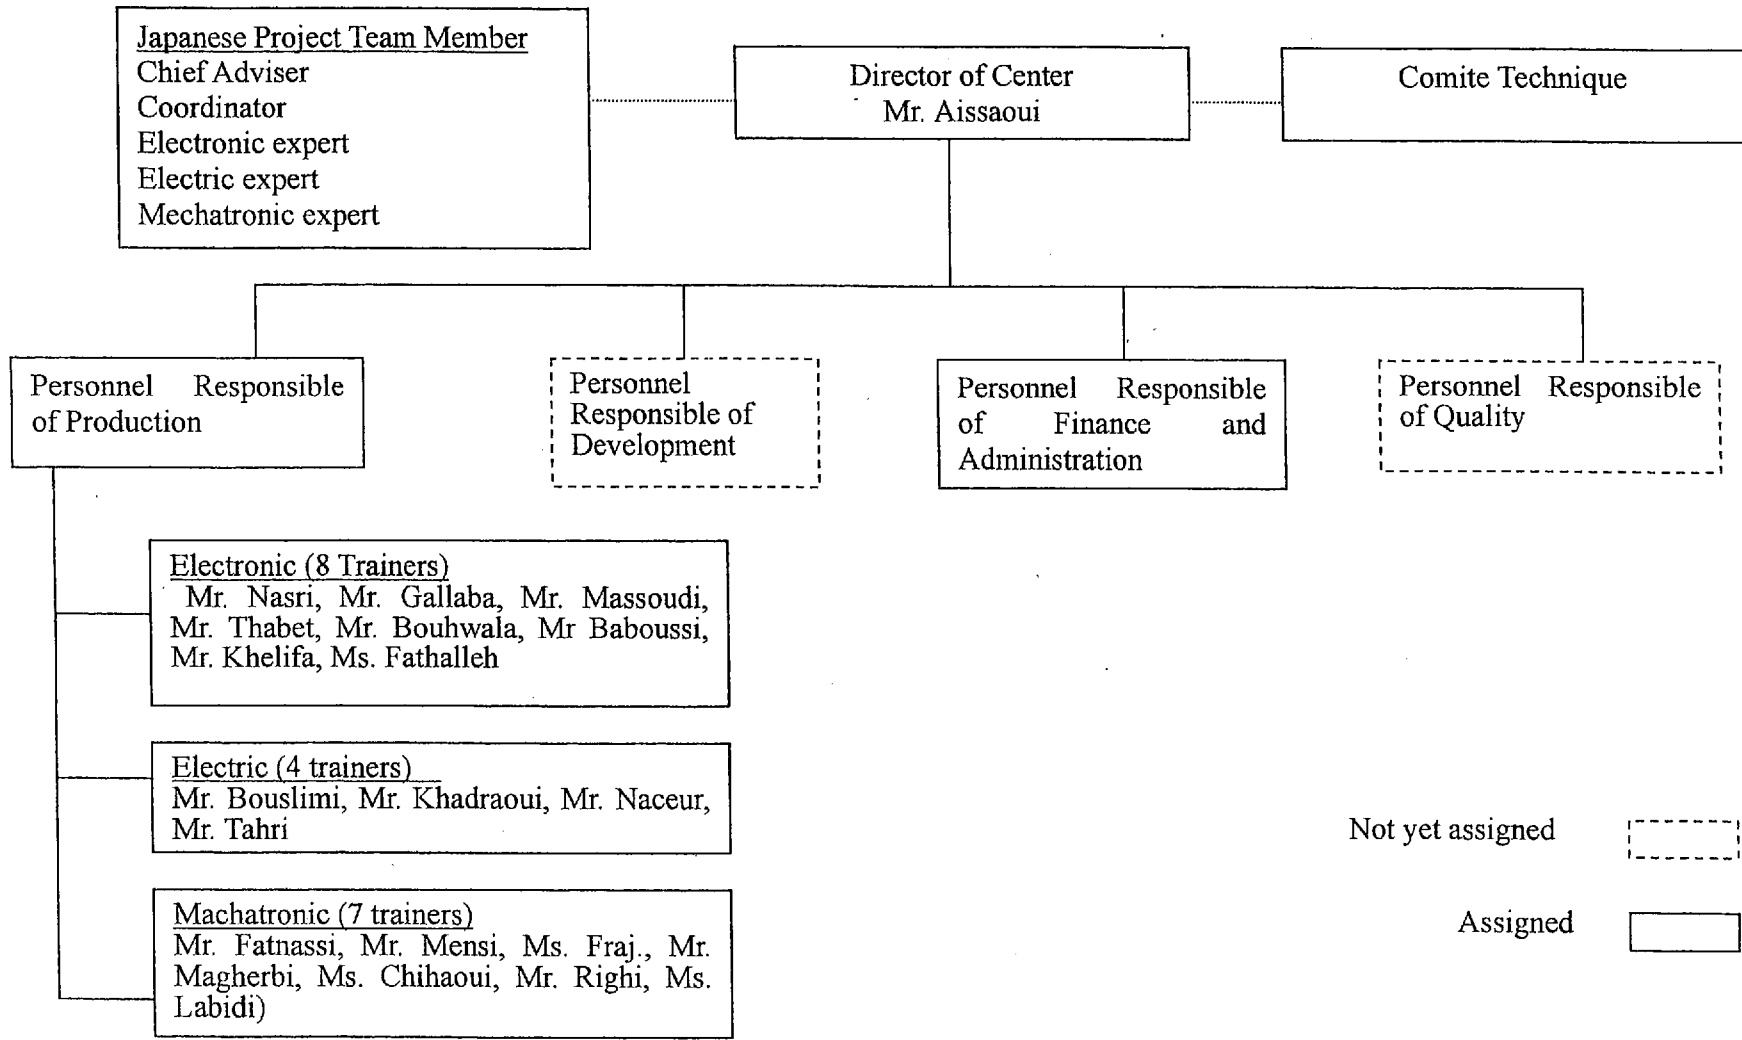 Japanese Project Team Member
Chief Adviser
Coordinator
Electronic expert
Electric expert
Mechatronic expert
Director of Center
Mr. Aissaoui
Comite Technique
Personnel Responsible
of Production
Personnel
Responsible of
Development
Personnel Responsible
of Finance and
Administration
Personnel Responsible
of Quality
Electronic (8 Trainers)
Mr. Nasri, Mr. Gallaba, Mr. Massoudi,
Mr. Thabet, Mr. Bouhwala, Mr Baboussi,
Mr. Khelifa, Ms. Fathalleh
Electric (4 trainers)
Mr. Bouslimi, Mr. Khadraoui, Mr. Naceur,
Mr. Tahri
Machatronic (7 trainers)
Mr. Fatnassi, Mr. Mensi, Ms. Fraj., Mr.
Magherbi, Ms. Chihaoui, Mr. Righi, Ms.
Labidi)
Not yet assigned
Assigned